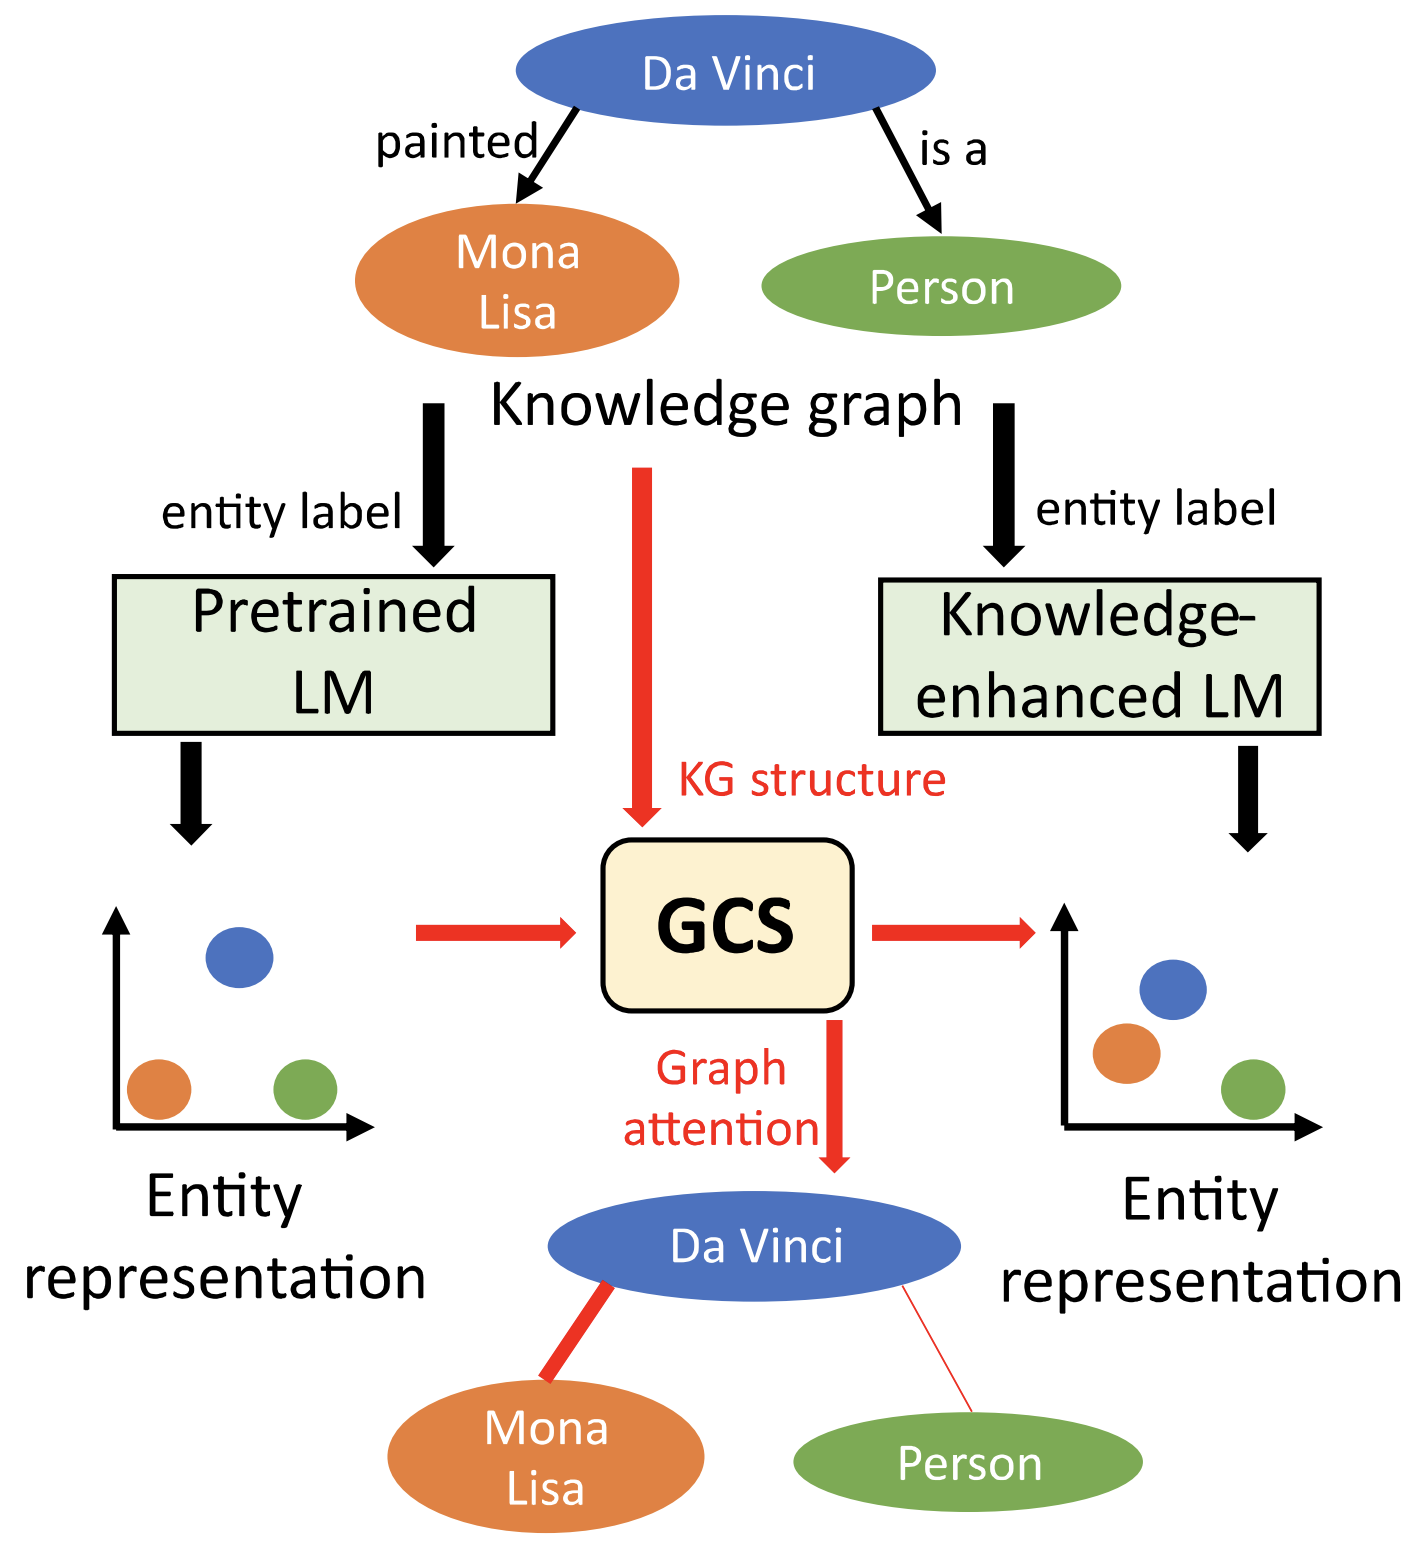 Da Vinci
painted
is a
Mona
Lisa
Person
Knowledge graph
entity label
entity label
Pretrained
LM
Knowledge-
enhanced LM
KG structure
GCS
Graph
attention
Entity
representation
Entity
representation
Da Vinci
Mona
Lisa
Person